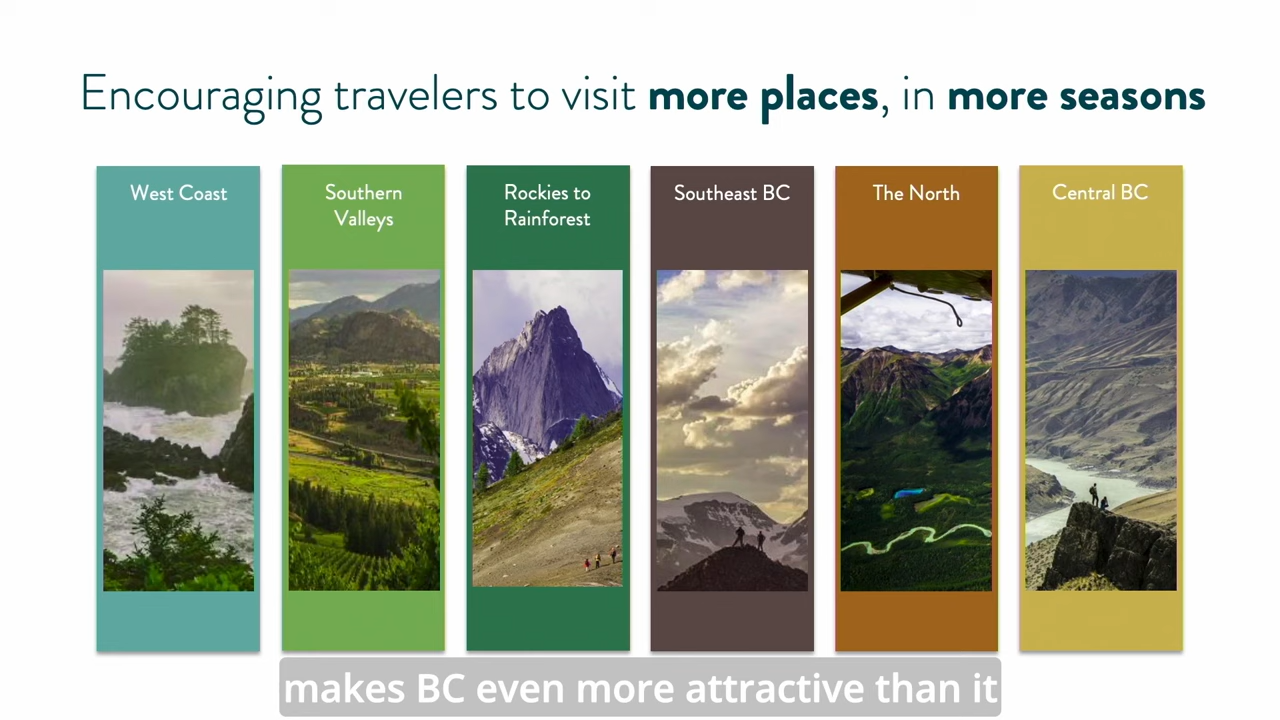 Encouraging travelers to visit more places, in more seasons
West Coast
Southern
Valleys
Rockies to
Rainforest
Southeast BC
The North
Central BC
makes BC even more attractive than it